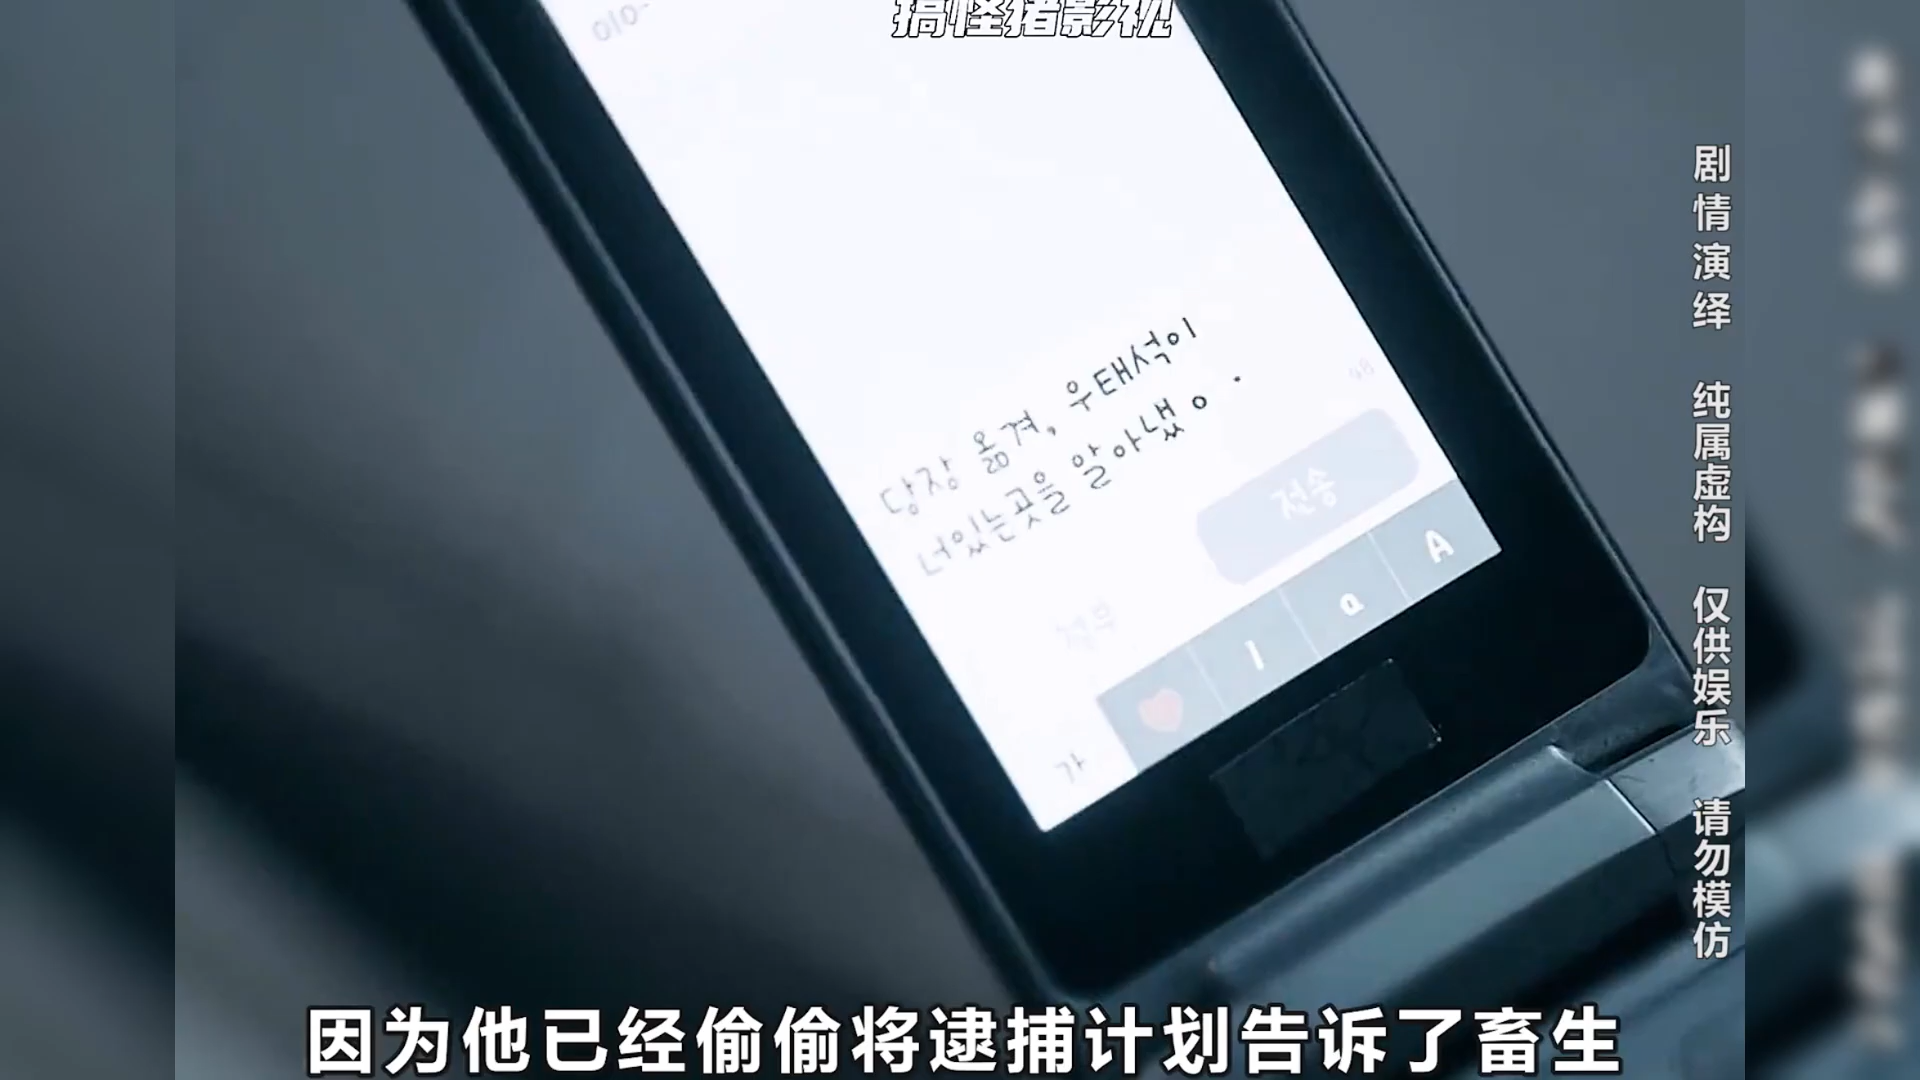 搞怪猪影视
010-
당장 옮겨, 우태석이
너있는곳을 알아냈ㅇ.
98
전송
가
ㅣ
a
A
剧情演绎 纯属虚构 仅供娱乐 请勿模仿
因为他已经偷偷将逮捕计划告诉了畜生